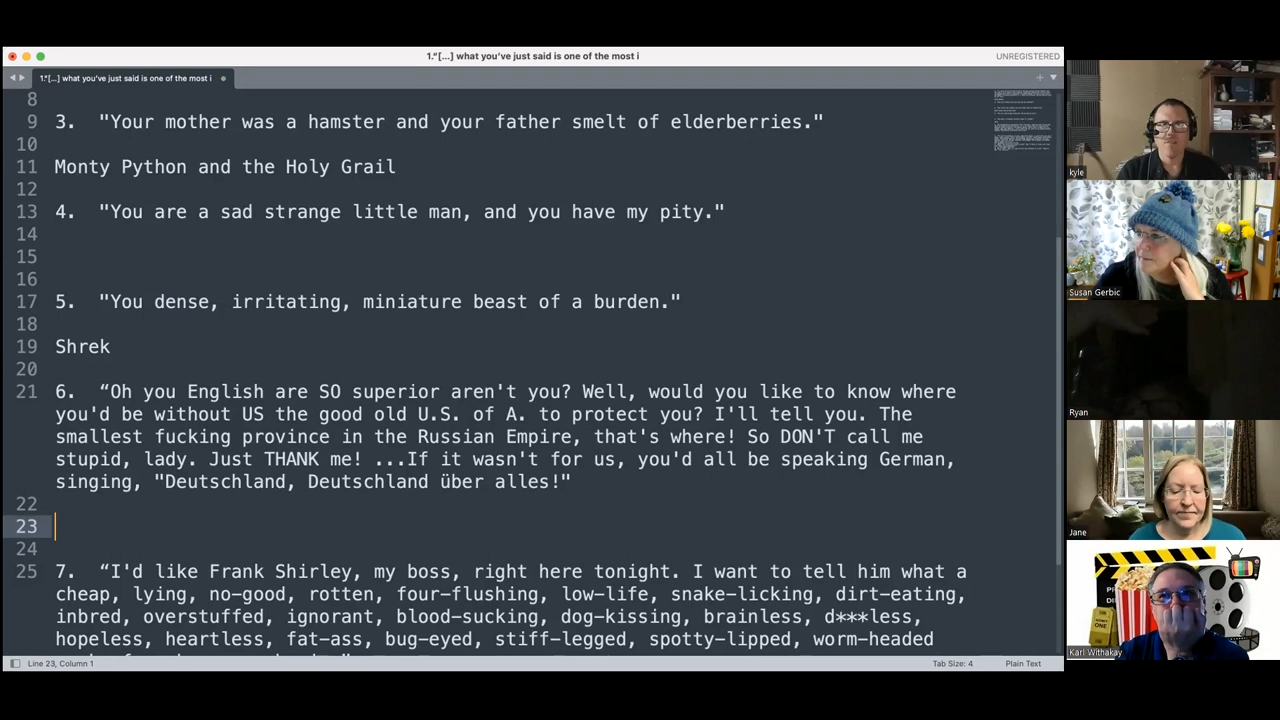 1."[…] what you've just said is one of the most i
UNREGISTERED
1."[…] what you've just said is one of the most i
8
9 3.  "Your mother was a hamster and your father smelt of elderberries."
10
11 Monty Python and the Holy Grail
12
13 4.  "You are a sad strange little man, and you have my pity."
14
15
16
17 5.  "You dense, irritating, miniature beast of a burden."
18
19 Shrek
20
21 6.  “Oh you English are SO superior aren't you? Well, would you like to know where
you'd be without US the good old U.S. of A. to protect you? I'll tell you. The
smallest fucking province in the Russian Empire, that's where! So DON'T call me
stupid, lady. Just THANK me! ...If it wasn't for us, you'd all be speaking German,
singing, "Deutschland, Deutschland über alles!"
22
23
24
25 7.  “I'd like Frank Shirley, my boss, right here tonight. I want to tell him what a
cheap, lying, no-good, rotten, four-flushing, low-life, snake-licking, dirt-eating,
inbred, overstuffed, ignorant, blood-sucking, dog-kissing, brainless, d***less,
hopeless, heartless, fat-ass, bug-eyed, stiff-legged, spotty-lipped, worm-headed
Line 23, Column 1
Tab Size: 4
Plain Text
kyle
Susan Gerbic
Ryan
Jane
Karl Withakay